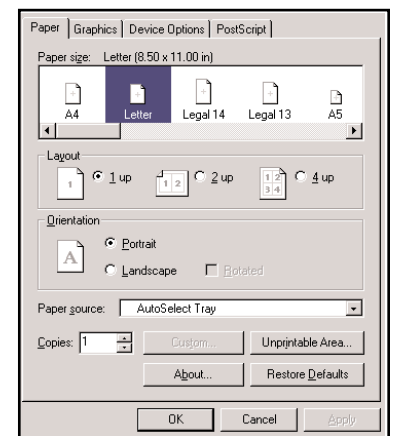 Paper Graphics Device Options PostScript
Paper size: Letter (8.50 x 11.00 in)
A4 Letter Legal 14 Legal 13 A5
Layout
1 1 up 1 2 2 up 1 2 3 4 4 up
Orientation
A Portrait
Landscape Rotated
Paper source: AutoSelect Tray
Copies: 1 Custom... Unprintable Area...
About... Restore Defaults
OK Cancel Apply